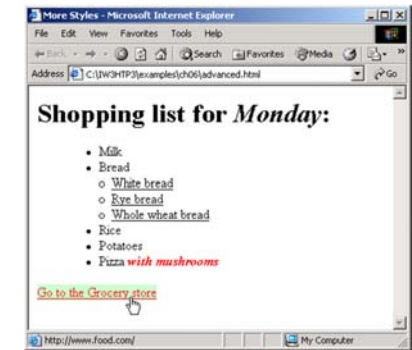 More Styles - Microsoft Internet Explorer
File Edit View Favorites Tools Help
Back Search Favorites Media
Address C:\IW3HTP3\examples\ch06\advanced.html Go
Shopping list for Monday:
• Milk
• Bread
o White bread
o Rye bread
o Whole wheat bread
• Rice
• Potatoes
• Pizza with mushrooms
Go to the Grocery store
http://www.food.com/ My Computer